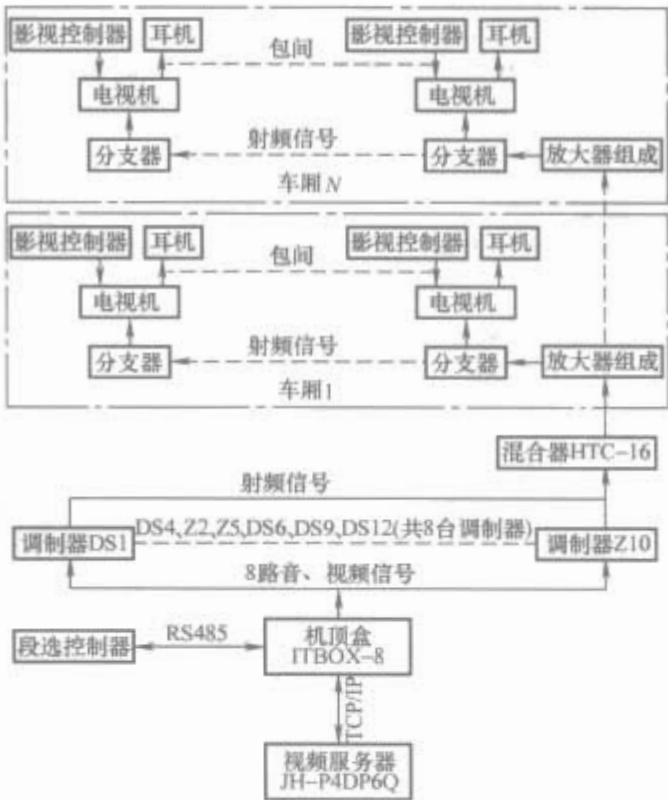 影视控制器 耳机 影视控制器 耳机
包间
电视机 电视机
射频信号
分支器 分支器 放大器组成
车厢N
影视控制器 耳机 影视控制器 耳机
包间
电视机 电视机
射频信号
分支器 分支器 放大器组成
车厢1
混合器HTC-16
射频信号
DS4、Z2、Z5、DS6、DS9、DS12(共8台调制器)
调制器DS1 调制器Z10
8路音、视频信号
RS485
段选控制器
机顶盒
ITBOX-8
TCP/IP
视频服务器
JH-P4DP6Q